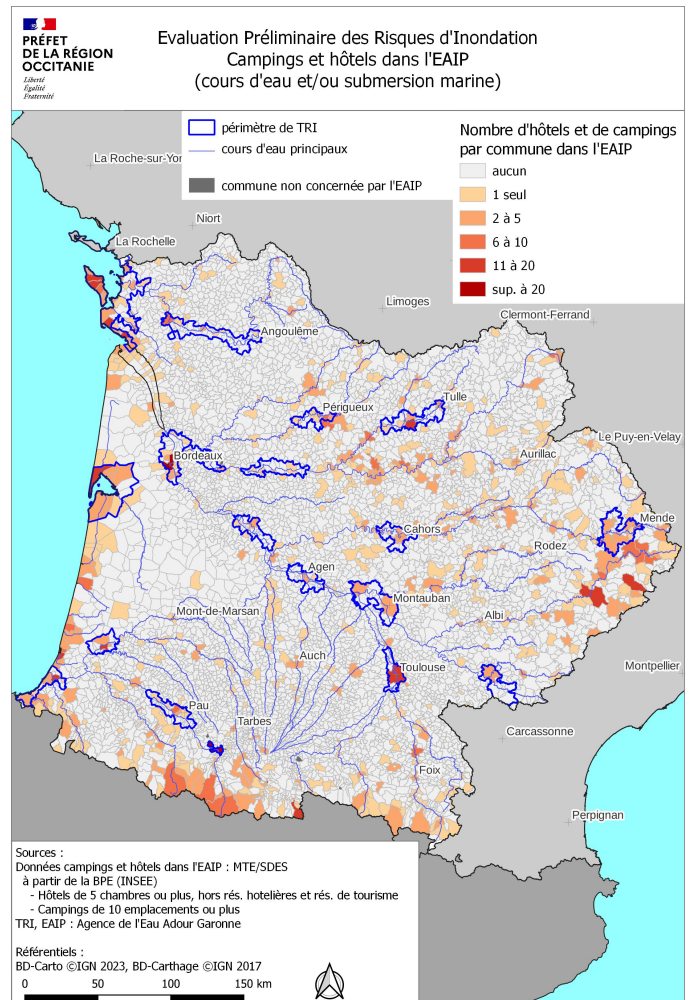 PRÉFET
DE LA RÉGION
OCCITANIE
Liberté
Égalité
Fraternité
Evaluation Préliminaire des Risques d'Inondation
Campings et hôtels dans l'EAIP
(cours d'eau et/ou submersion marine)
périmètre de TRI
cours d'eau principaux
commune non concernée par l'EAIP
Nombre d'hôtels et de campings
par commune dans l'EAIP
aucun
1 seul
2 à 5
6 à 10
11 à 20
sup. à 20
La Roche-sur-Yon
Niort
La Rochelle
Limoges
Clermont-Ferrand
Angoulême
Périgueux
Tulle
Le Puy-en-Velay
Bordeaux
Aurillac
Mende
Cahors
Rodez
Agen
Montauban
Mont-de-Marsan
Albi
Auch
Toulouse
Montpellier
Pau
Tarbes
Carcassonne
Foix
Perpignan
Sources :
Données campings et hôtels dans l'EAIP : MTE/SDES
à partir de la BPE (INSEE)
- Hôtels de 5 chambres ou plus, hors rés. hotelières et rés. de tourisme
- Campings de 10 emplacements ou plus
TRI, EAIP : Agence de l'Eau Adour Garonne
Référentiels :
BD-Carto ©IGN 2023, BD-Carthage ©IGN 2017
0 50 100 150 km